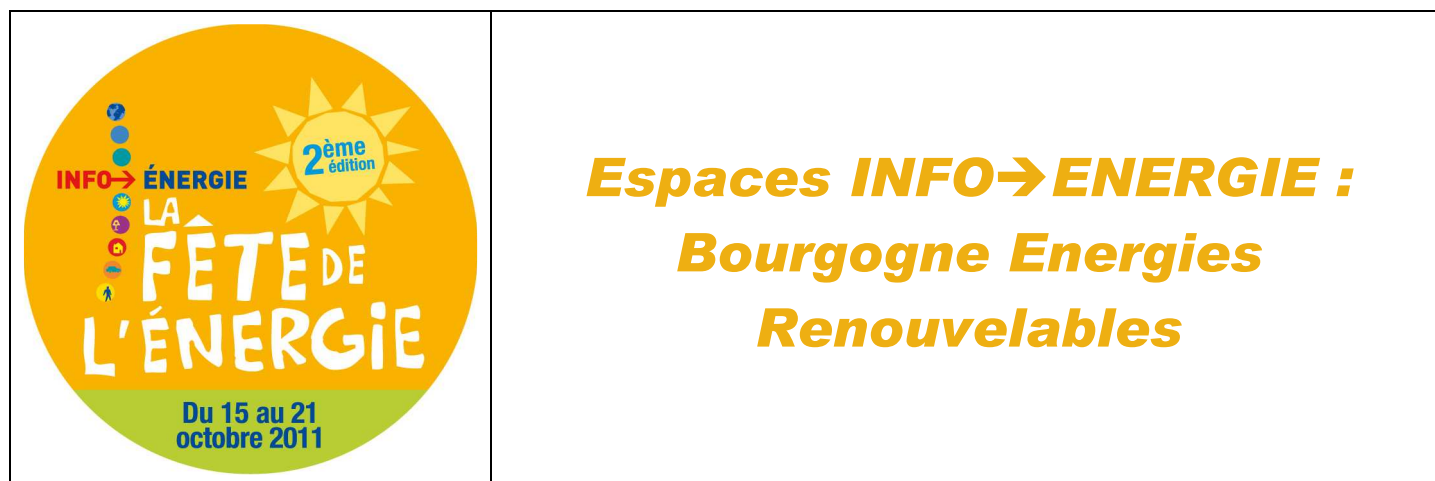 2ème
édition
INFO→ ÉNERGIE
LA
FÊTE DE
L'ÉNERGiE
Du 15 au 21
octobre 2011
Espaces INFO→ENERGIE :
Bourgogne Energies
Renouvelables